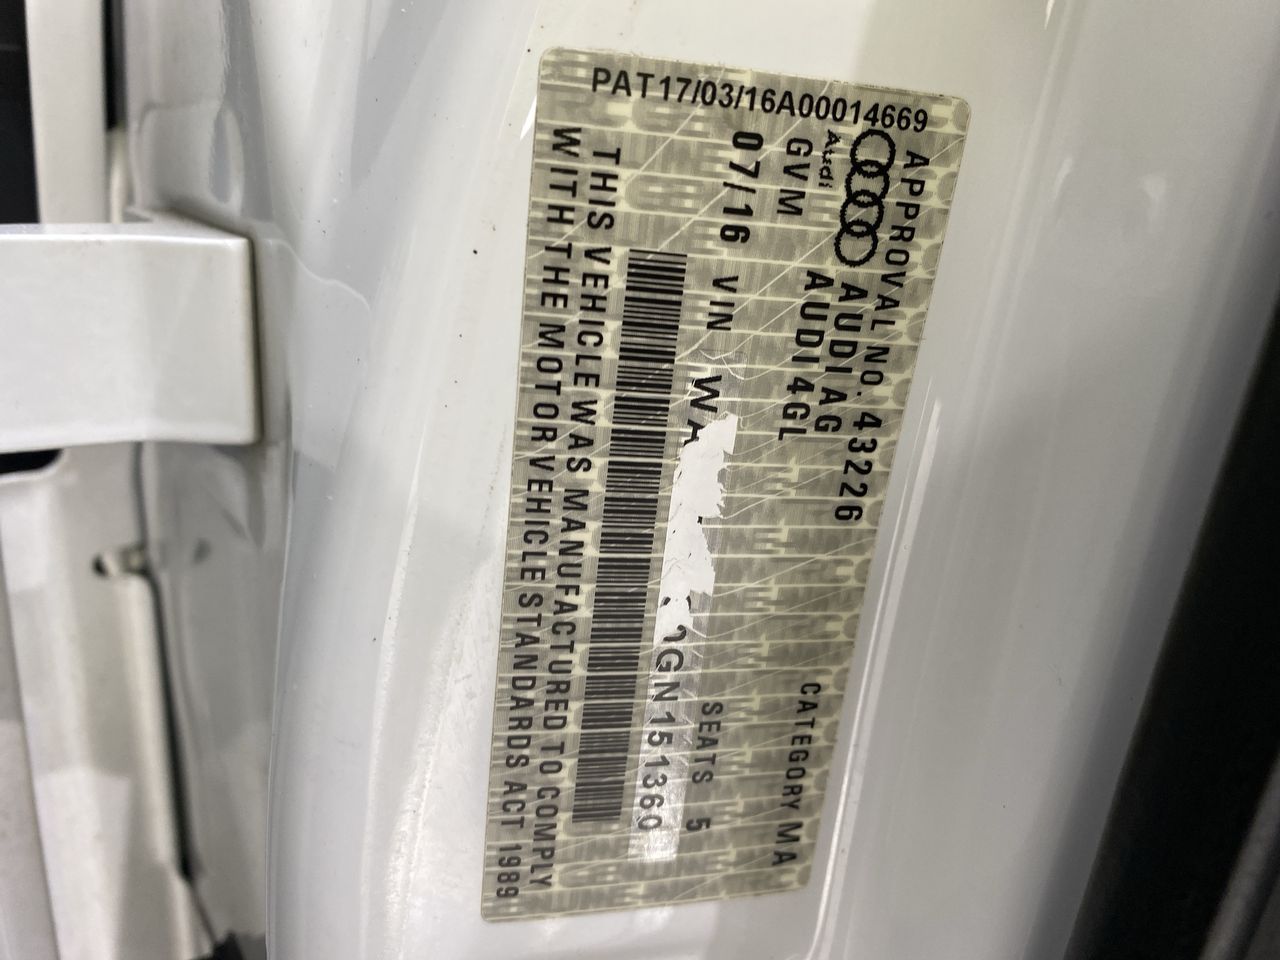 PAT17/03/16A00014669
APPROVAL NO. 43226 CATEGORY MA
Audi AUDI AG
GVM AUDI 4GL
07/16 VIN WA GN151360 SEATS 5
THIS VEHICLE WAS MANUFACTURED TO COMPLY
WITH THE MOTOR VEHICLE STANDARDS ACT 1989